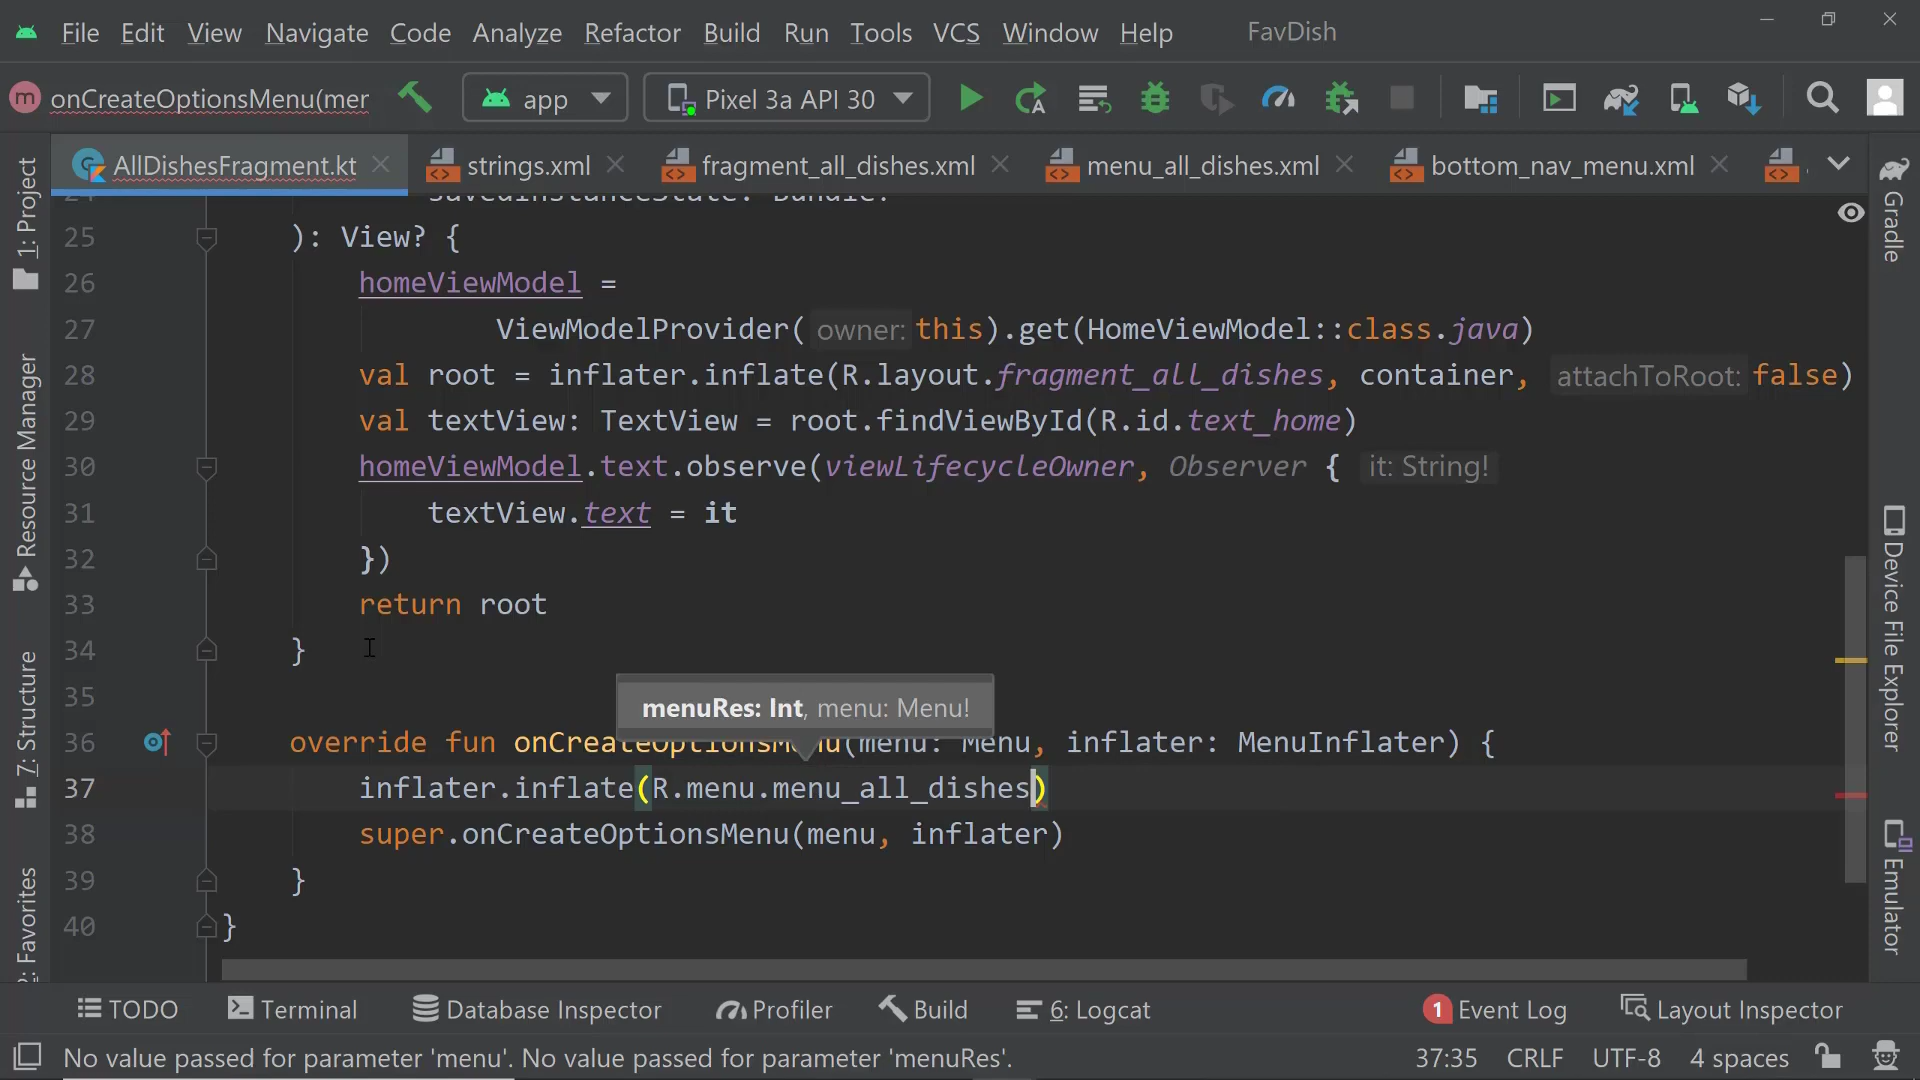 File Edit View Navigate Code Analyze Refactor Build Run Tools VCS Window Help FavDish
m onCreateOptionsMenu(mer app Pixel 3a API 30
AllDishesFragment.kt strings.xml fragment_all_dishes.xml menu_all_dishes.xml bottom_nav_menu.xml
1: Project
Resource Manager
7: Structure
2: Favorites
24 savedInstanceState: Bundle?
25 ): View? {
26 homeViewModel =
27 ViewModelProvider( owner: this).get(HomeViewModel::class.java)
28 val root = inflater.inflate(R.layout.fragment_all_dishes, container, attachToRoot: false)
29 val textView: TextView = root.findViewById(R.id.text_home)
30 homeViewModel.text.observe(viewLifecycleOwner, Observer { it: String!
31 textView.text = it
32 })
33 return root
34 }
35
menuRes: Int, menu: Menu!
36 override fun onCreateOptionsMenu(menu: Menu, inflater: MenuInflater) {
37 inflater.inflate(R.menu.menu_all_dishes)
38 super.onCreateOptionsMenu(menu, inflater)
39 }
40 }
Gradle
Device File Explorer
Emulator
TODO Terminal Database Inspector Profiler Build 6: Logcat 1 Event Log Layout Inspector
No value passed for parameter 'menu'. No value passed for parameter 'menuRes'. 37:35 CRLF UTF-8 4 spaces